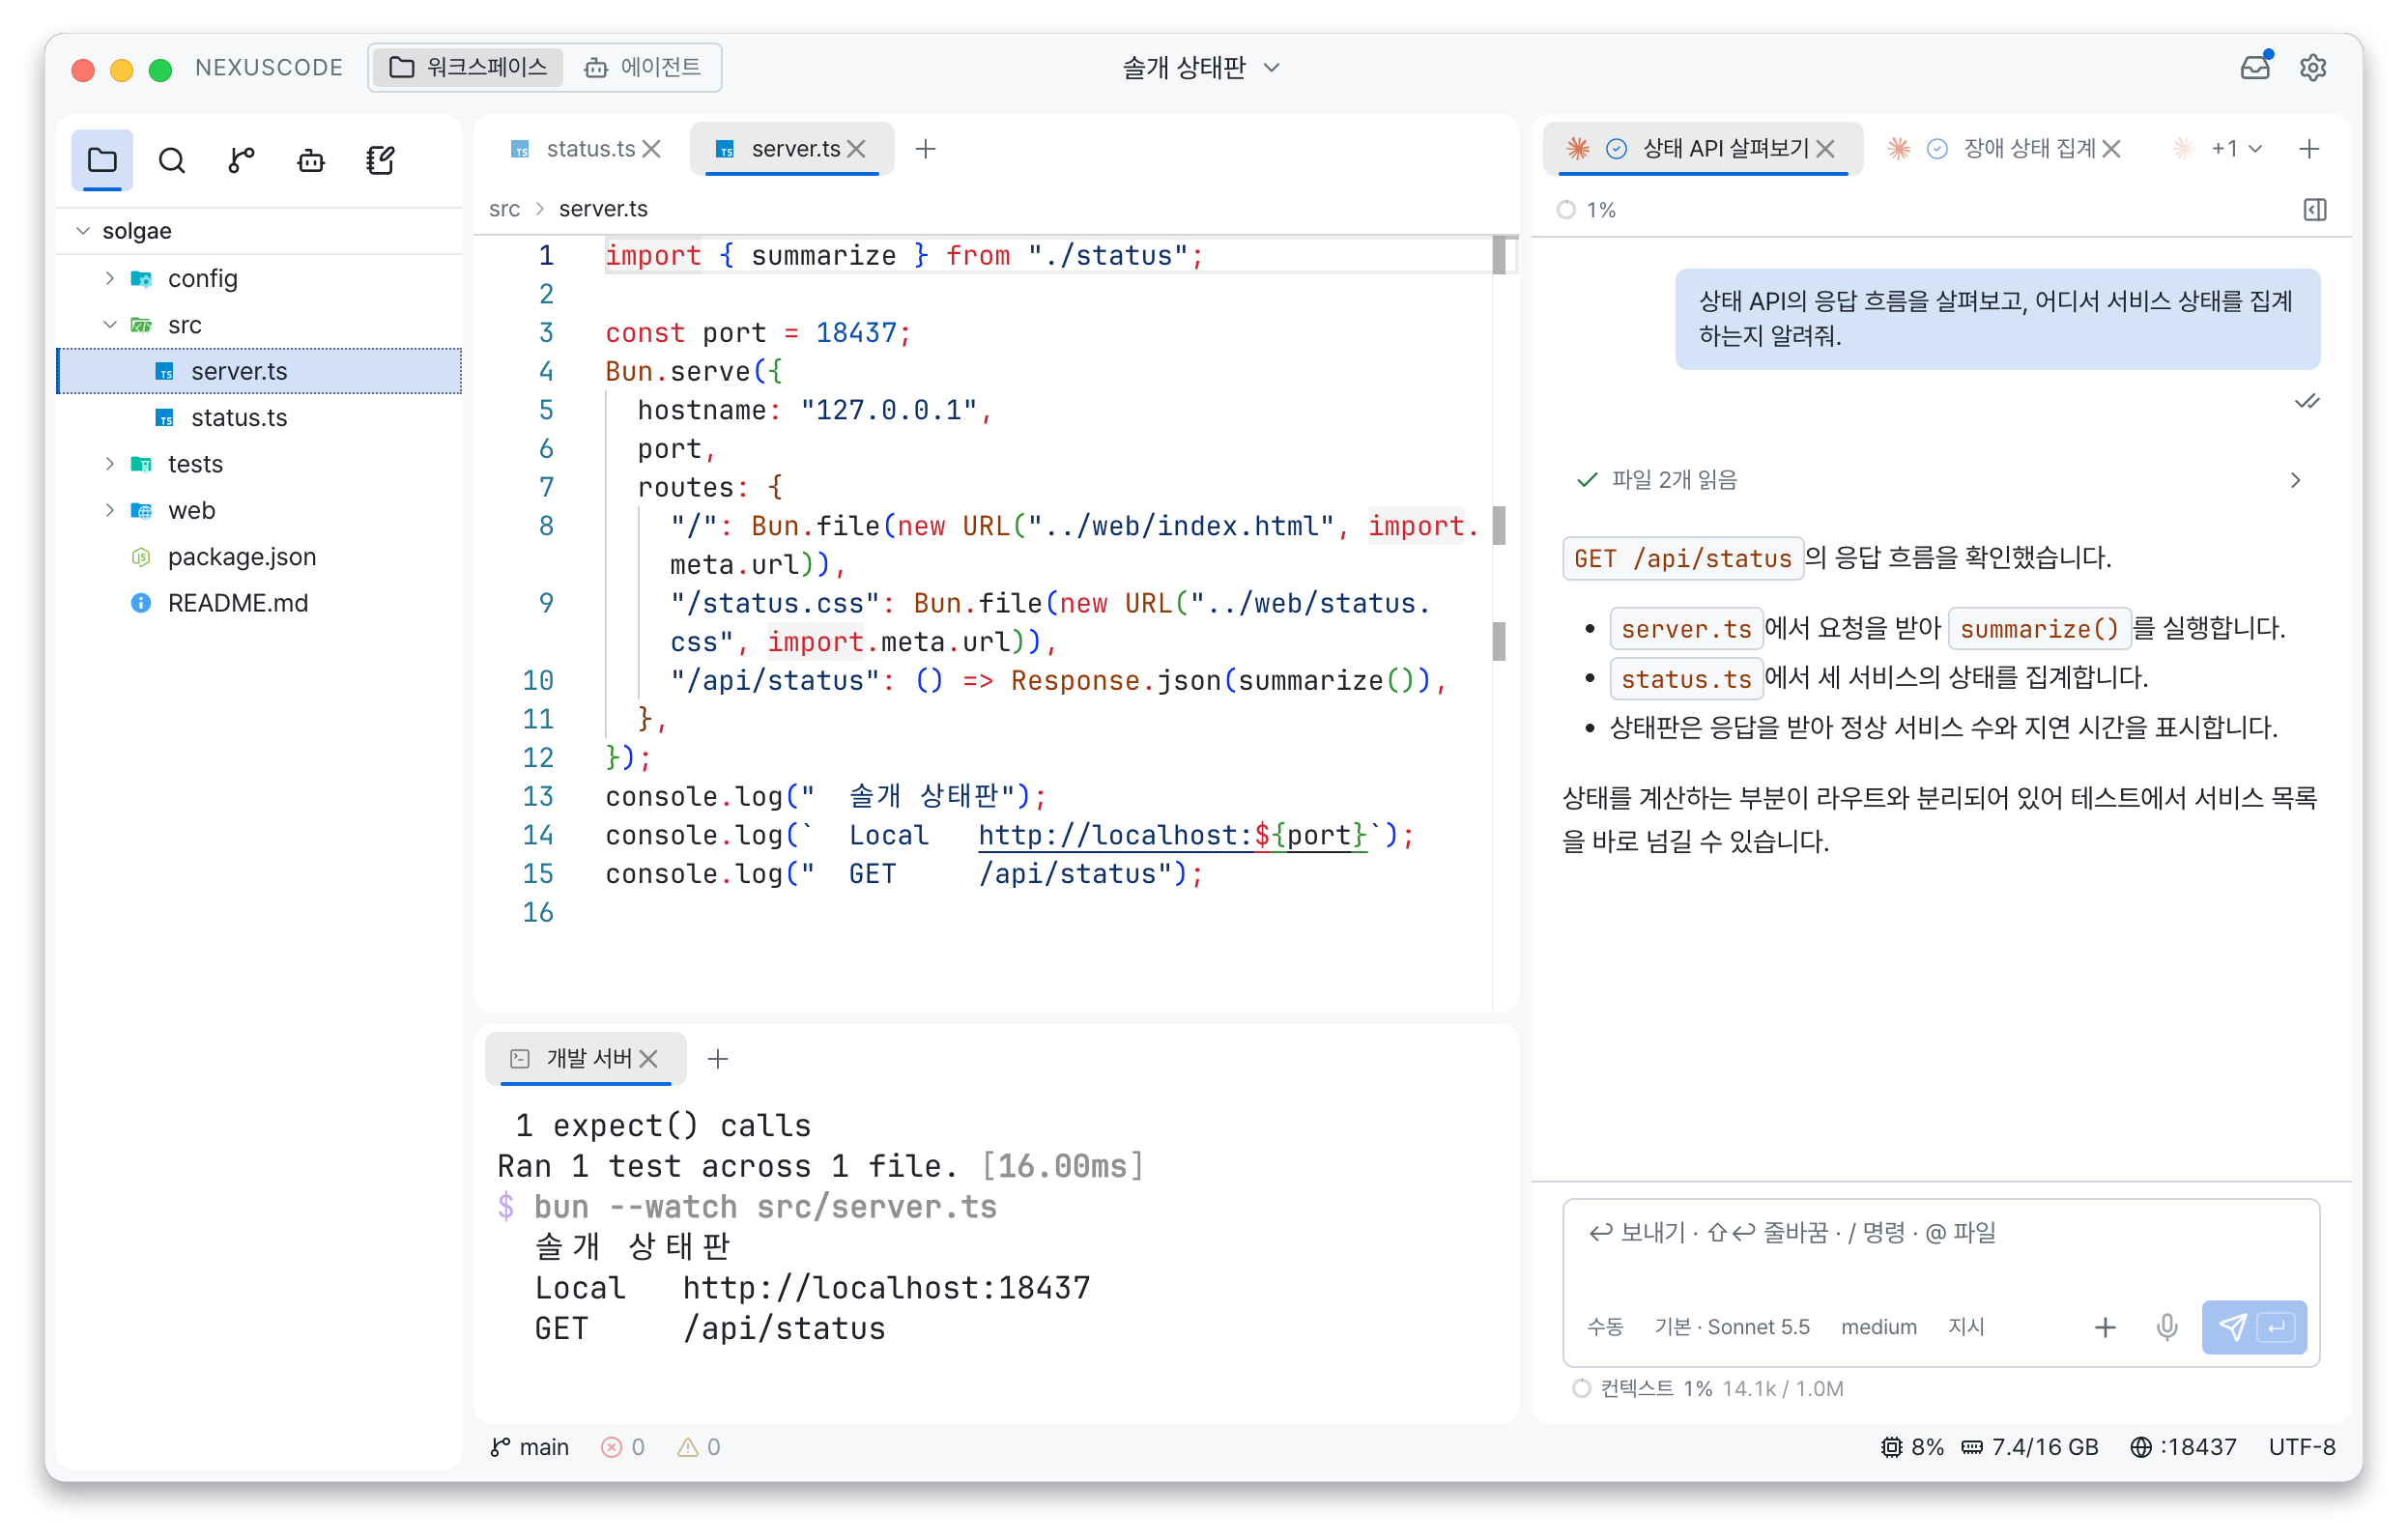 NEXUSCODE
워크스페이스
에이전트
솔개 상태판
solgae
config
src
server.ts
status.ts
tests
web
package.json
README.md
status.ts
server.ts
src > server.ts
1 import { summarize } from "./status";
2
3 const port = 18437;
4 Bun.serve({
5 hostname: "127.0.0.1",
6 port,
7 routes: {
8 "/": Bun.file(new URL("../web/index.html", import.
meta.url)),
9 "/status.css": Bun.file(new URL("../web/status.
css", import.meta.url)),
10 "/api/status": () => Response.json(summarize()),
11 },
12 });
13 console.log("  솔개 상태판");
14 console.log(`  Local   http://localhost:${port}`);
15 console.log("  GET     /api/status");
16
개발 서버
1 expect() calls
Ran 1 test across 1 file. [16.00ms]
$ bun --watch src/server.ts
솔개 상태판
Local   http://localhost:18437
GET     /api/status
상태 API 살펴보기
장애 상태 집계
+1
1%
상태 API의 응답 흐름을 살펴보고, 어디서 서비스 상태를 집계
하는지 알려줘.
파일 2개 읽음
GET /api/status의 응답 흐름을 확인했습니다.
• server.ts에서 요청을 받아 summarize()를 실행합니다.
• status.ts에서 세 서비스의 상태를 집계합니다.
• 상태판은 응답을 받아 정상 서비스 수와 지연 시간을 표시합니다.
상태를 계산하는 부분이 라우트와 분리되어 있어 테스트에서 서비스 목록
을 바로 넘길 수 있습니다.
↩ 보내기 · ⇧↩ 줄바꿈 · / 명령 · @ 파일
수동
기본 · Sonnet 5.5
medium
지시
컨텍스트 1% 14.1k / 1.0M
main
0
0
8%
7.4/16 GB
:18437
UTF-8